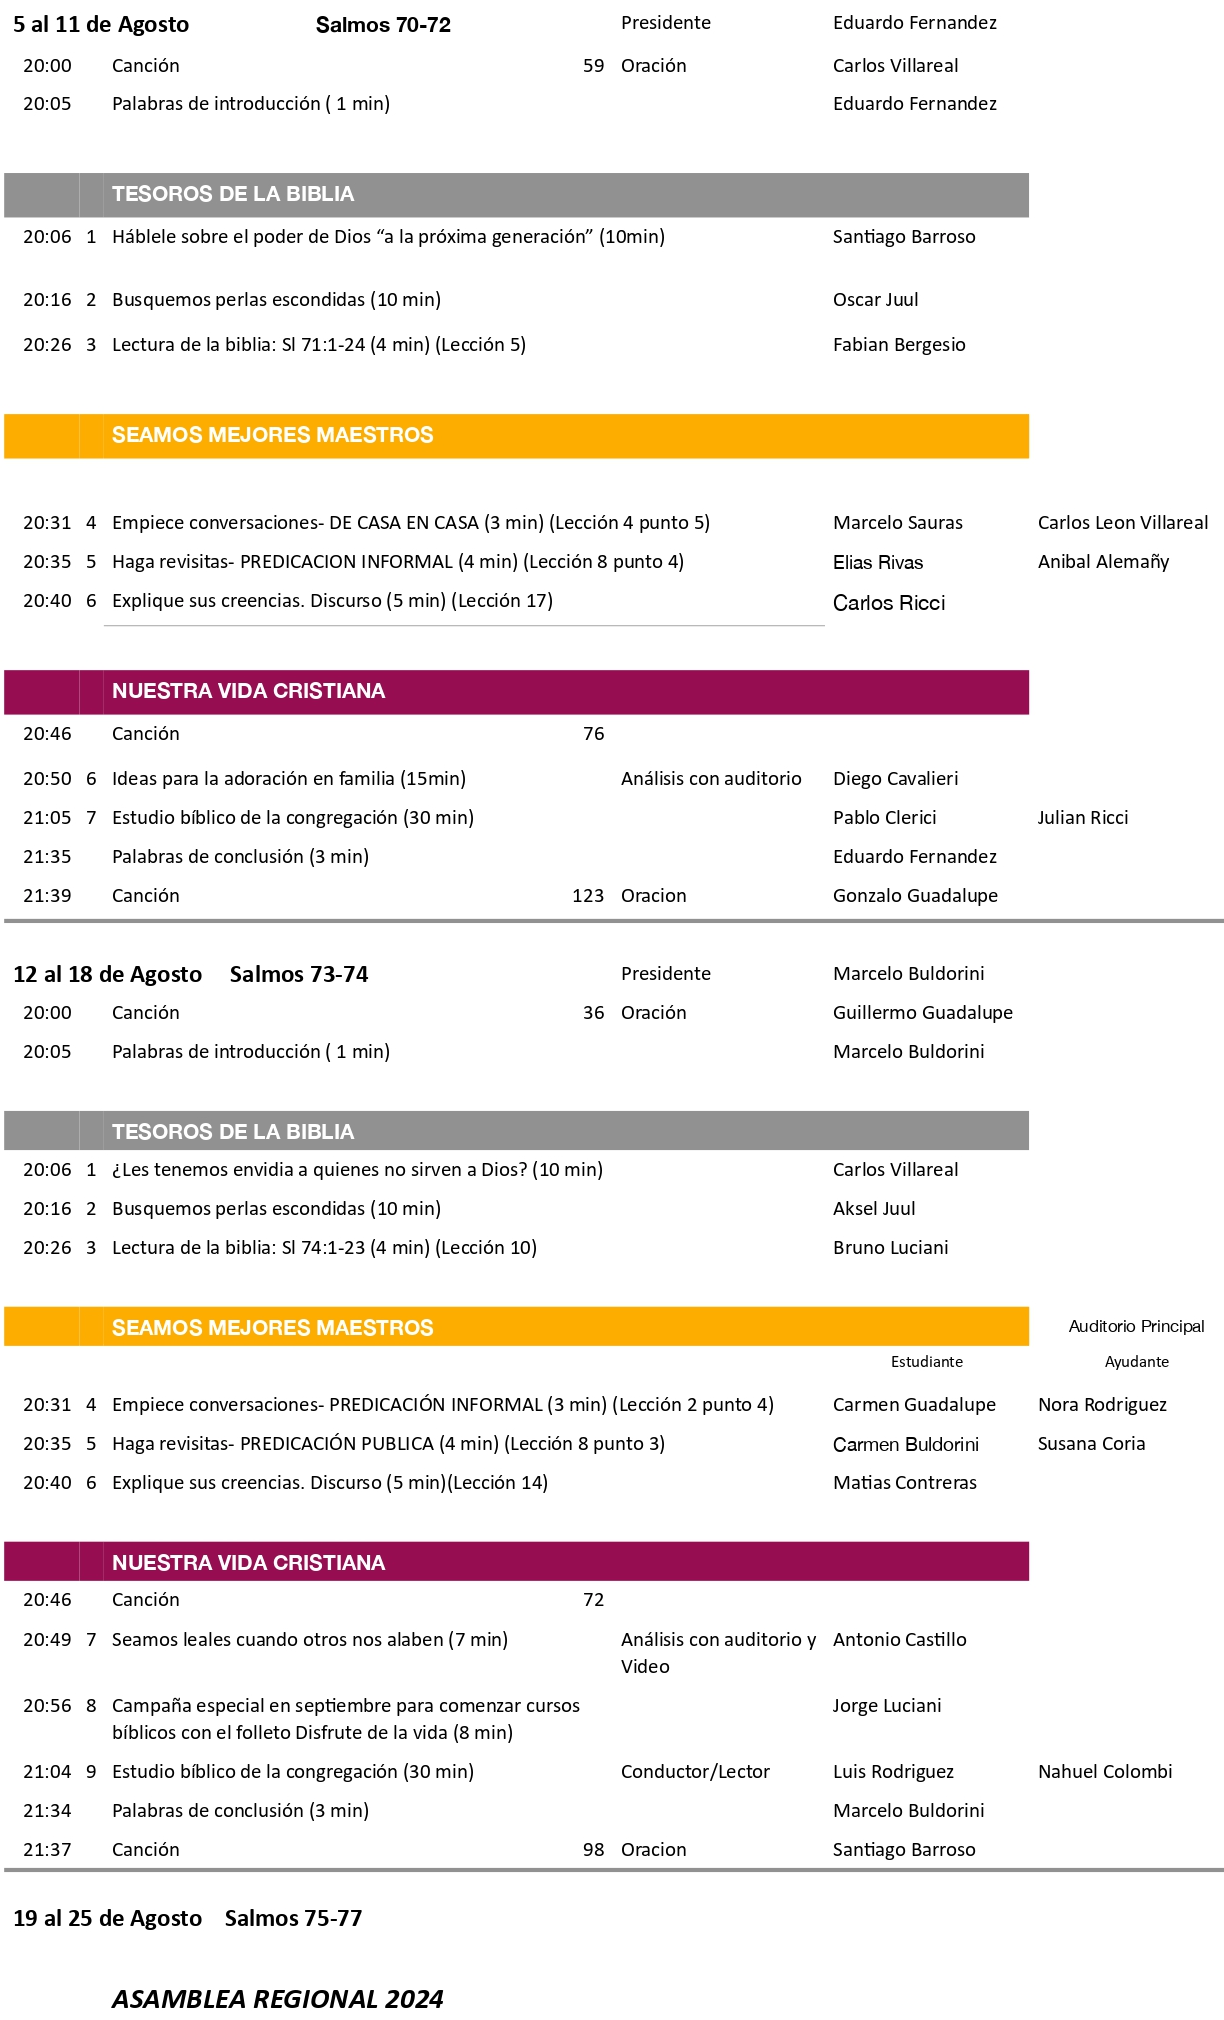 5 al 11 de Agosto Salmos 70-72 Presidente Eduardo Fernandez
20:00 Canción 59 Oración Carlos Villareal
20:05 Palabras de introducción ( 1 min) Eduardo Fernandez
TESOROS DE LA BIBLIA
20:06 1 Háblele sobre el poder de Dios “a la próxima generación” (10min) Santiago Barroso
20:16 2 Busquemos perlas escondidas (10 min) Oscar Juul
20:26 3 Lectura de la biblia: Sl 71:1-24 (4 min) (Lección 5) Fabian Bergesio
SEAMOS MEJORES MAESTROS
20:31 4 Empiece conversaciones- DE CASA EN CASA (3 min) (Lección 4 punto 5) Marcelo Sauras Carlos Leon Villareal
20:35 5 Haga revisitas- PREDICACION INFORMAL (4 min) (Lección 8 punto 4) Elias Rivas Anibal Alemañy
20:40 6 Explique sus creencias. Discurso (5 min) (Lección 17) Carlos Ricci
NUESTRA VIDA CRISTIANA
20:46 Canción 76
20:50 6 Ideas para la adoración en familia (15min) Análisis con auditorio Diego Cavalieri
21:05 7 Estudio bíblico de la congregación (30 min) Pablo Clerici Julian Ricci
21:35 Palabras de conclusión (3 min) Eduardo Fernandez
21:39 Canción 123 Oracion Gonzalo Guadalupe
12 al 18 de Agosto Salmos 73-74 Presidente Marcelo Buldorini
20:00 Canción 36 Oración Guillermo Guadalupe
20:05 Palabras de introducción ( 1 min) Marcelo Buldorini
TESOROS DE LA BIBLIA
20:06 1 ¿Les tenemos envidia a quienes no sirven a Dios? (10 min) Carlos Villareal
20:16 2 Busquemos perlas escondidas (10 min) Aksel Juul
20:26 3 Lectura de la biblia: Sl 74:1-23 (4 min) (Lección 10) Bruno Luciani
SEAMOS MEJORES MAESTROS Auditorio Principal
Estudiante Ayudante
20:31 4 Empiece conversaciones- PREDICACIÓN INFORMAL (3 min) (Lección 2 punto 4) Carmen Guadalupe Nora Rodriguez
20:35 5 Haga revisitas- PREDICACIÓN PUBLICA (4 min) (Lección 8 punto 3) Carmen Buldorini Susana Coria
20:40 6 Explique sus creencias. Discurso (5 min)(Lección 14) Matias Contreras
NUESTRA VIDA CRISTIANA
20:46 Canción 72
20:49 7 Seamos leales cuando otros nos alaben (7 min) Análisis con auditorio y Antonio Castillo
Video
20:56 8 Campaña especial en septiembre para comenzar cursos Jorge Luciani
bíblicos con el folleto Disfrute de la vida (8 min)
21:04 9 Estudio bíblico de la congregación (30 min) Conductor/Lector Luis Rodriguez Nahuel Colombi
21:34 Palabras de conclusión (3 min) Marcelo Buldorini
21:37 Canción 98 Oracion Santiago Barroso
19 al 25 de Agosto Salmos 75-77
ASAMBLEA REGIONAL 2024